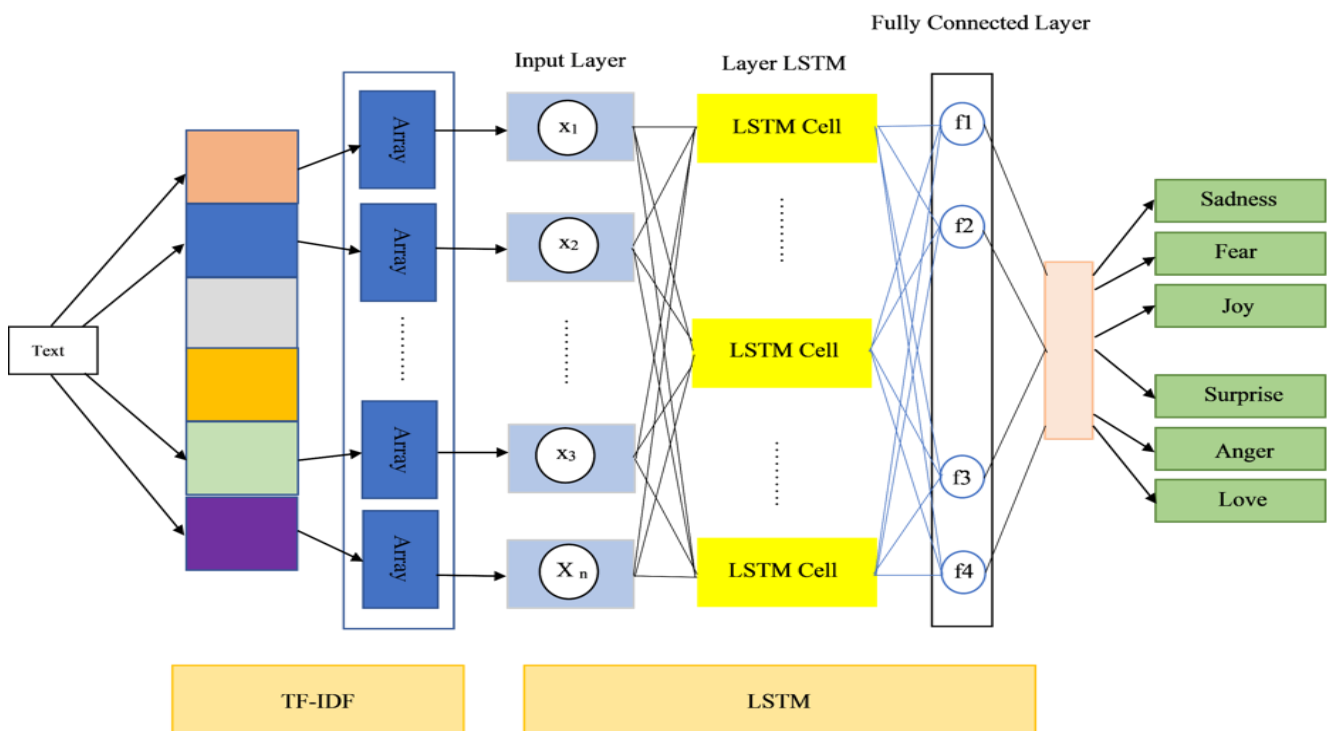 Fully Connected Layer
Input Layer
Layer LSTM
Text
Array
Array
Array
Array
x₁
x₂
x₃
X n
LSTM Cell
LSTM Cell
LSTM Cell
f1
f2
f3
f4
Sadness
Fear
Joy
Surprise
Anger
Love
TF-IDF
LSTM